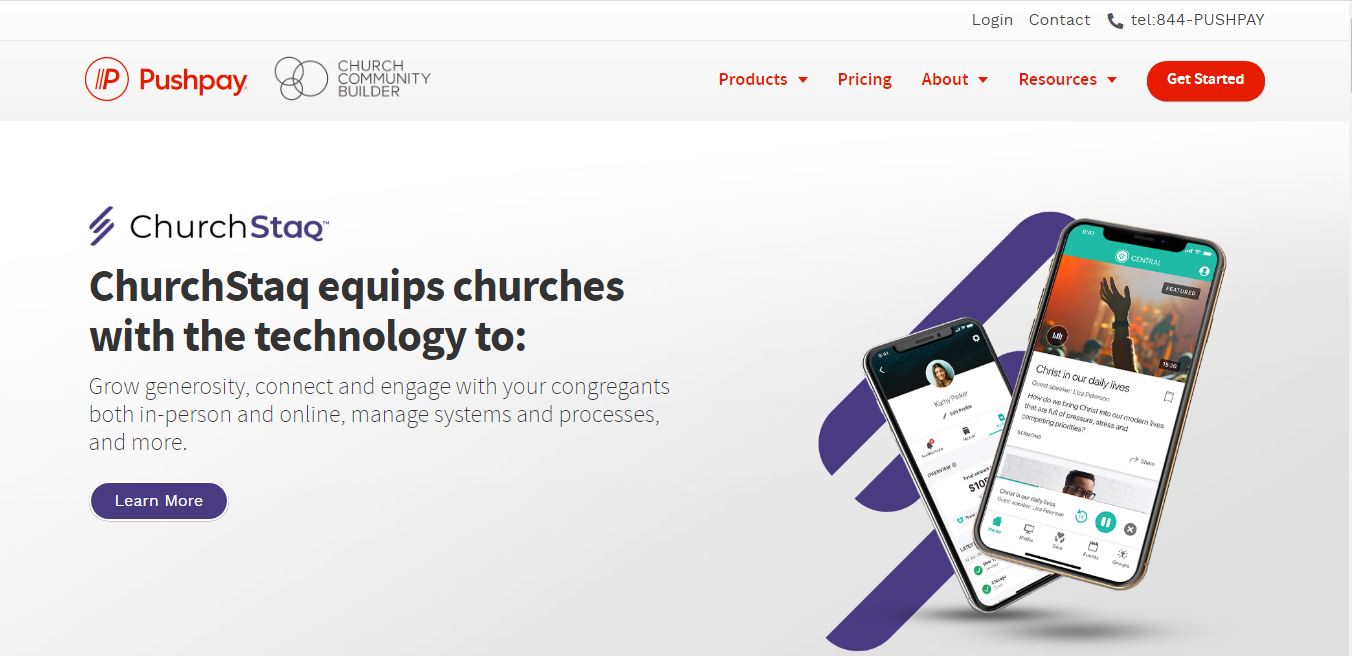 Login Contact tel:844-PUSHPAY
Pushpay
CHURCH
COMMUNITY
BUILDER
Products Pricing About Resources Get Started
ChurchStaq™
ChurchStaq equips churches
with the technology to:
Grow generosity, connect and engage with your congregants
both in-person and online, manage systems and processes,
and more.
Learn More
9:41
Kathy Parker
Edit Profile
OVERVIEW
9:41
CENTRAL
FEATURED
Christ in our daily lives
Guest speaker: Liza Peterson
How do we bring Christ into our modern lives
that are full of pressure, stress and
competing priorities?
SERMONS
Share
Christ in our daily lives
Guest speaker: Liza Peterson
Home Media Give Events Groups